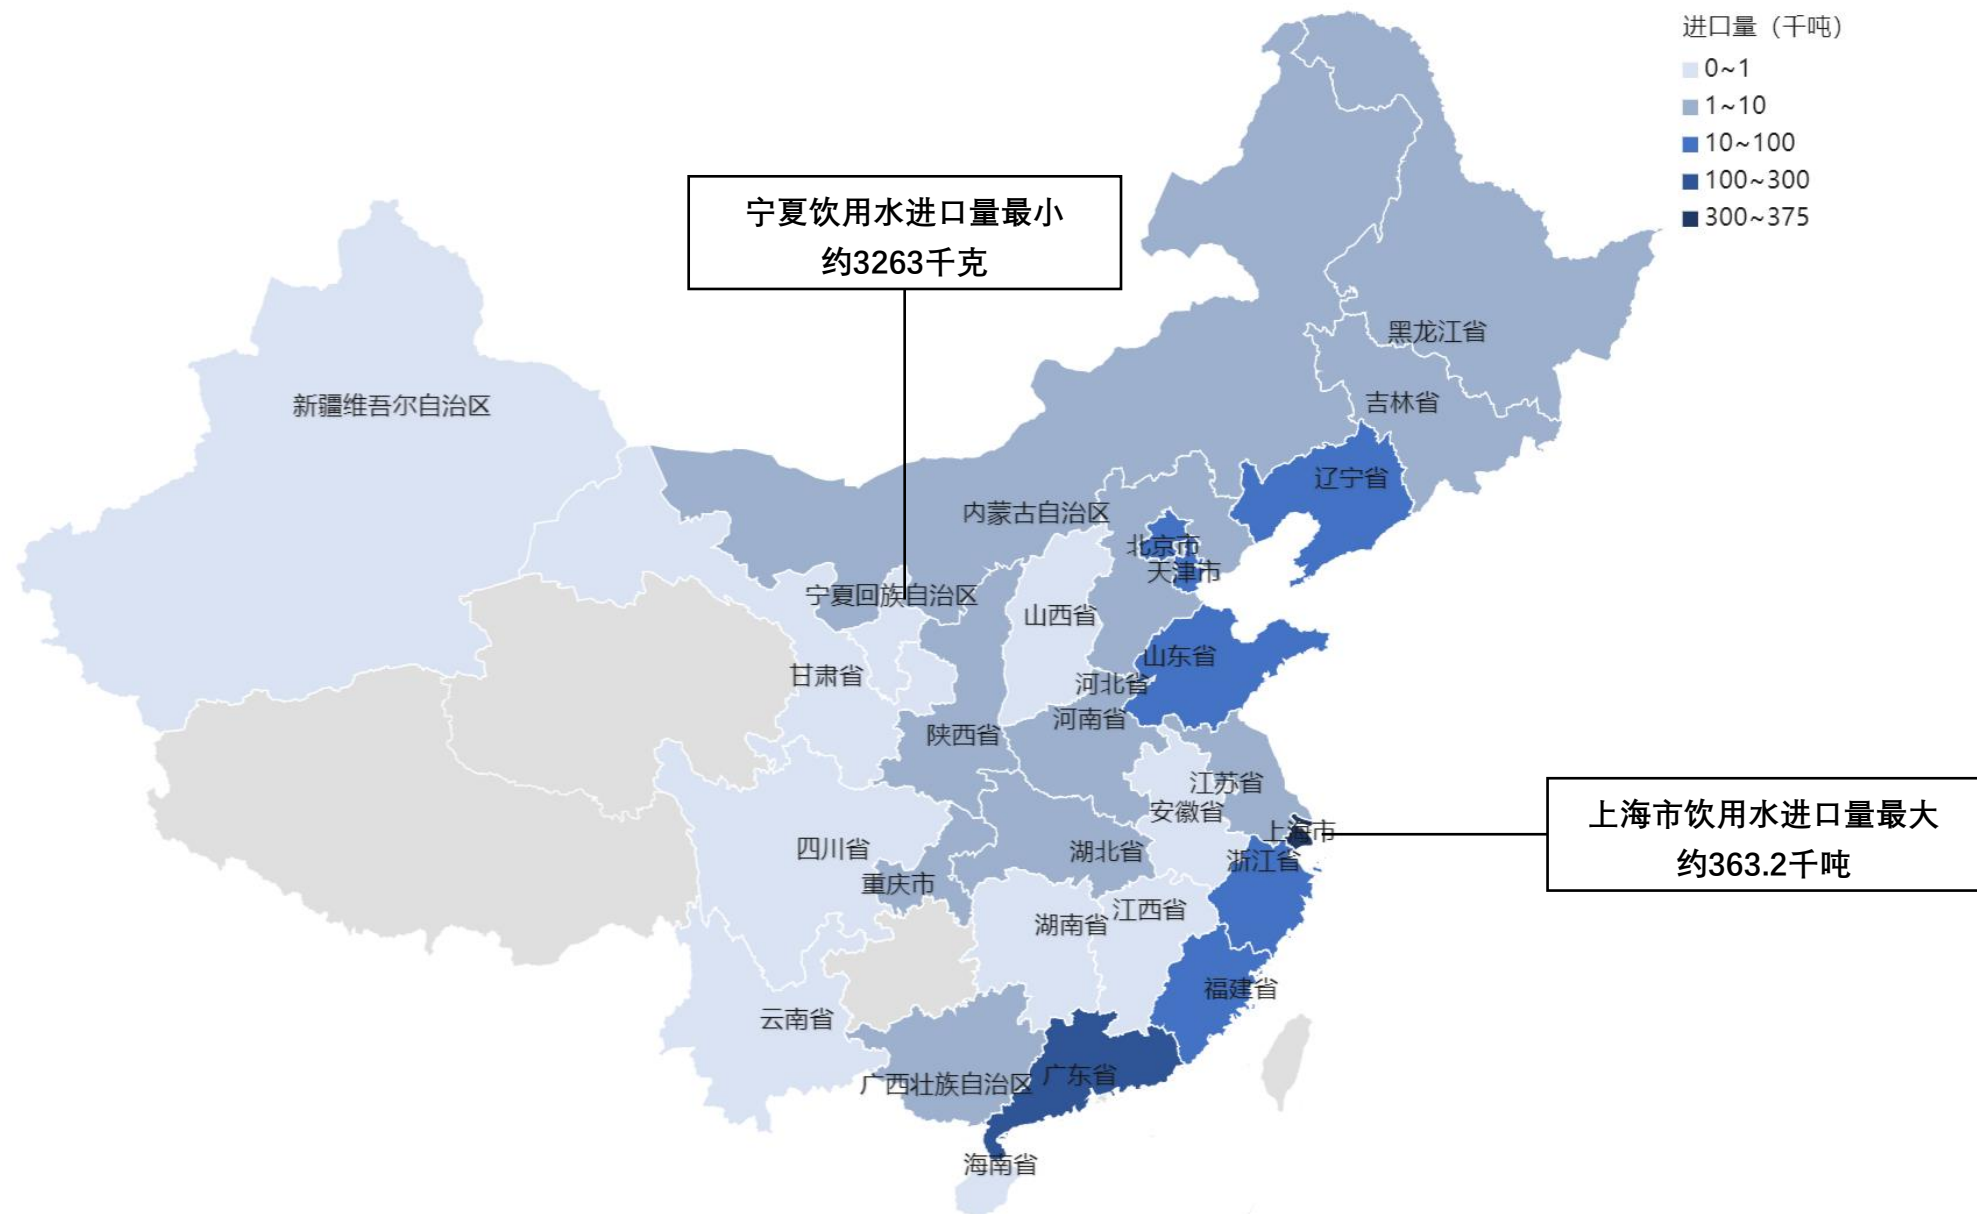 进口量（千吨）
0~1
1~10
10~100
100~300
300~375
宁夏饮用水进口量最小
约3263千克
黑龙江省
新疆维吾尔自治区
吉林省
辽宁省
内蒙古自治区
北京市
天津市
宁夏回族自治区
山西省
山东省
甘肃省
河北省
河南省
陕西省
江苏省
安徽省
上海市饮用水进口量最大
约363.2千吨
上海市
四川省
湖北省
浙江省
重庆市
江西省
湖南省
福建省
云南省
广西壮族自治区
广东省
海南省